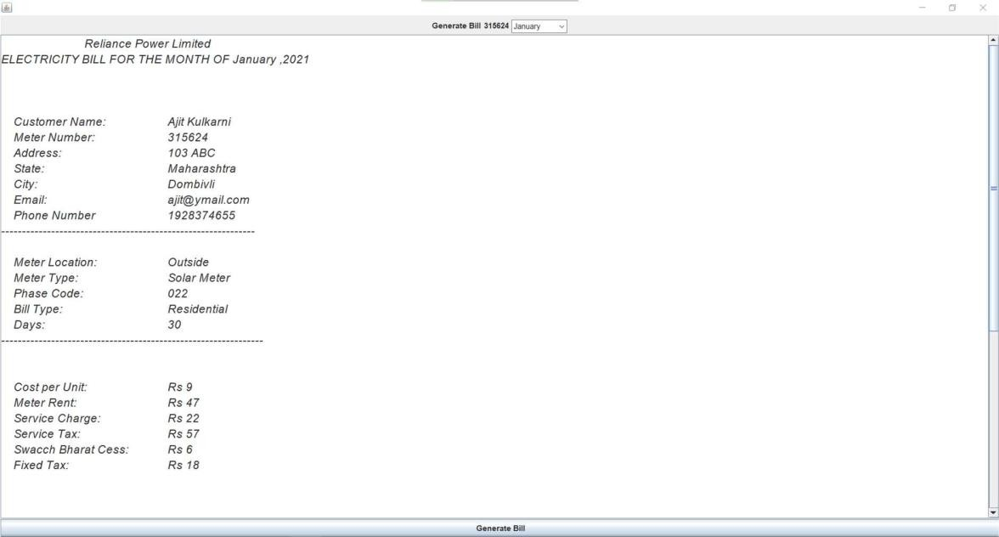 Generate Bill 315624 January
Reliance Power Limited
ELECTRICITY BILL FOR THE MONTH OF January ,2021
Customer Name: Ajit Kulkarni
Meter Number: 315624
Address: 103 ABC
State: Maharashtra
City: Dombivli
Email: ajit@ymail.com
Phone Number 1928374655
---------------------------------------------------------------
Meter Location: Outside
Meter Type: Solar Meter
Phase Code: 022
Bill Type: Residential
Days: 30
-----------------------------------------------------------------
Cost per Unit: Rs 9
Meter Rent: Rs 47
Service Charge: Rs 22
Service Tax: Rs 57
Swacch Bharat Cess: Rs 6
Fixed Tax: Rs 18
Generate Bill